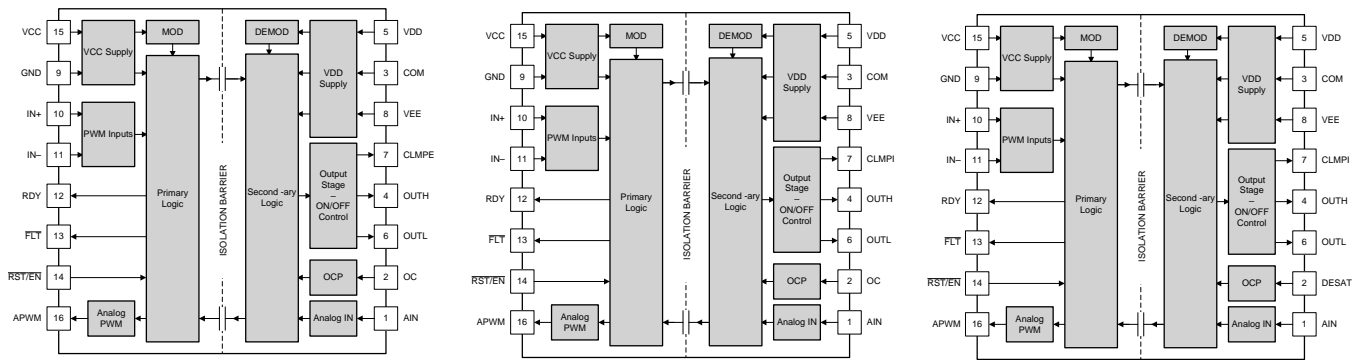 VCC 15 VCC Supply MOD DEMOD 5 VDD
GND 9 VDD Supply 3 COM
IN+ 10 PWM Inputs 8 VEE
IN– 11 7 CLMPE
RDY 12 Primary Logic ISOLATION BARRIER Second -ary Logic Output Stage – ON/OFF Control 4 OUTH
FLT 13 6 OUTL
RST/EN 14 OCP 2 OC
APWM 16 Analog PWM Analog IN 1 AIN
VCC 15 VCC Supply MOD DEMOD 5 VDD
GND 9 VDD Supply 3 COM
IN+ 10 PWM Inputs 8 VEE
IN– 11 7 CLMPI
RDY 12 Primary Logic ISOLATION BARRIER Second -ary Logic Output Stage – ON/OFF Control 4 OUTH
FLT 13 6 OUTL
RST/EN 14 OCP 2 OC
APWM 16 Analog PWM Analog IN 1 AIN
VCC 15 VCC Supply MOD DEMOD 5 VDD
GND 9 VDD Supply 3 COM
IN+ 10 PWM Inputs 8 VEE
IN– 11 7 CLMPI
RDY 12 Primary Logic ISOLATION BARRIER Second -ary Logic Output Stage – ON/OFF Control 4 OUTH
FLT 13 6 OUTL
RST/EN 14 OCP 2 DESAT
APWM 16 Analog PWM Analog IN 1 AIN